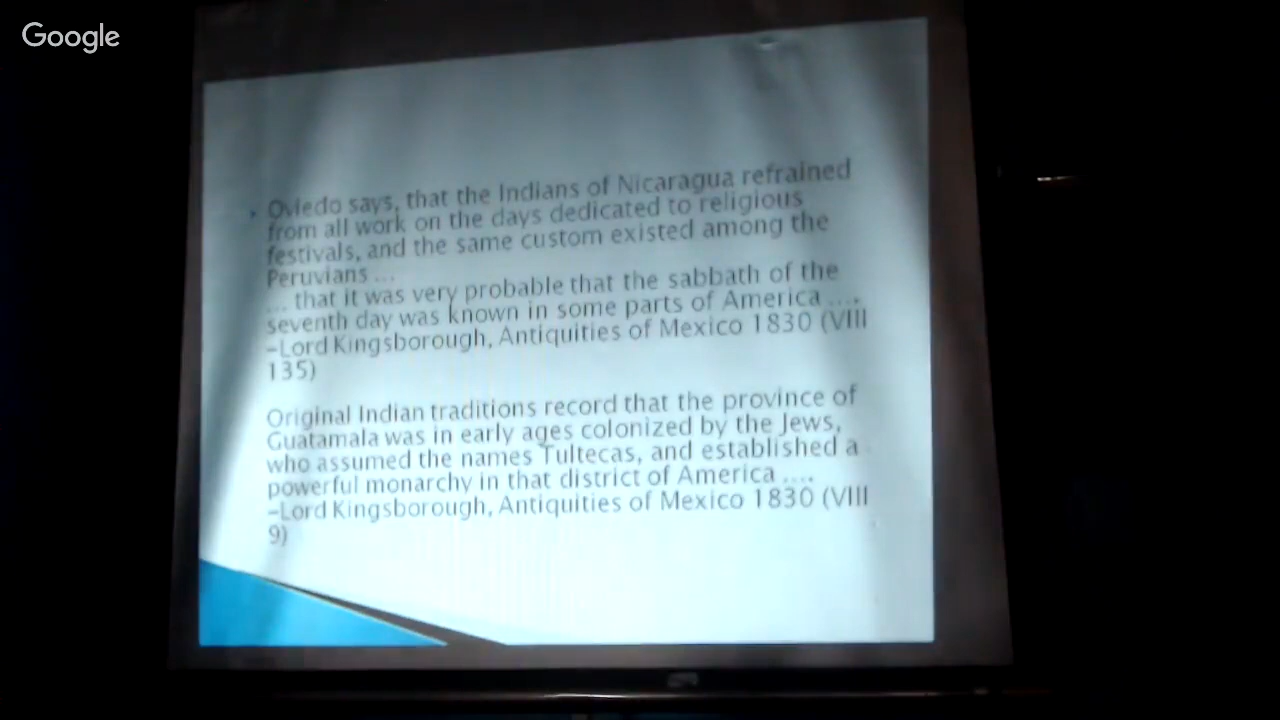 Google
Oviedo says, that the Indians of Nicaragua refrained
from all work on the days dedicated to religious
festivals, and the same custom existed among the
Peruvians ...
... that it was very probable that the sabbath of the
seventh day was known in some parts of America ....
–Lord Kingsborough, Antiquities of Mexico 1830 (VIII
135)
Original Indian traditions record that the province of
Guatamala was in early ages colonized by the Jews,
who assumed the names Tultecas, and established a
powerful monarchy in that district of America ....
–Lord Kingsborough, Antiquities of Mexico 1830 (VIII
9)